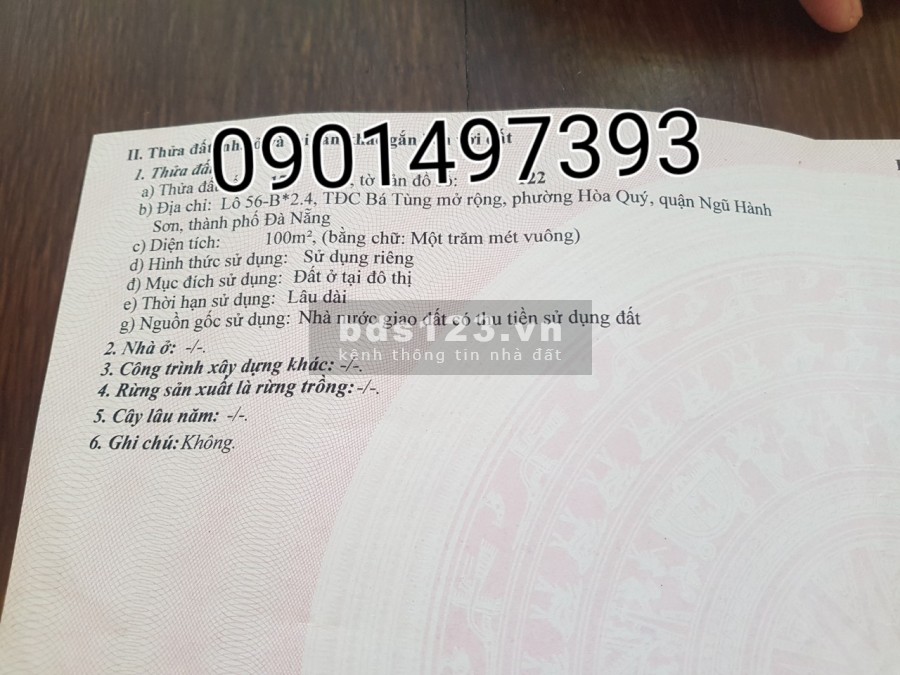 0901497393
II. Thửa đất
1. Thửa đất
a) Thửa đất tờ bản đồ 122
b) Địa chỉ: Lô 56-B*2.4, TĐC Bá Tùng mở rộng, phường Hòa Quý, quận Ngũ Hành
Sơn, thành phố Đà Nẵng
c) Diện tích: 100m², (bằng chữ: Một trăm mét vuông)
d) Hình thức sử dụng: Sử dụng riêng
đ) Mục đích sử dụng: Đất ở tại đô thị
e) Thời hạn sử dụng: Lâu dài
g) Nguồn gốc sử dụng: Nhà nước giao đất có thu tiền sử dụng đất
bds123.vn
kênh thông tin nhà đất
2. Nhà ở: -/-.
3. Công trình xây dựng khác: -/-.
4. Rừng sản xuất là rừng trồng: -/-.
5. Cây lâu năm: -/-.
6. Ghi chú: Không.